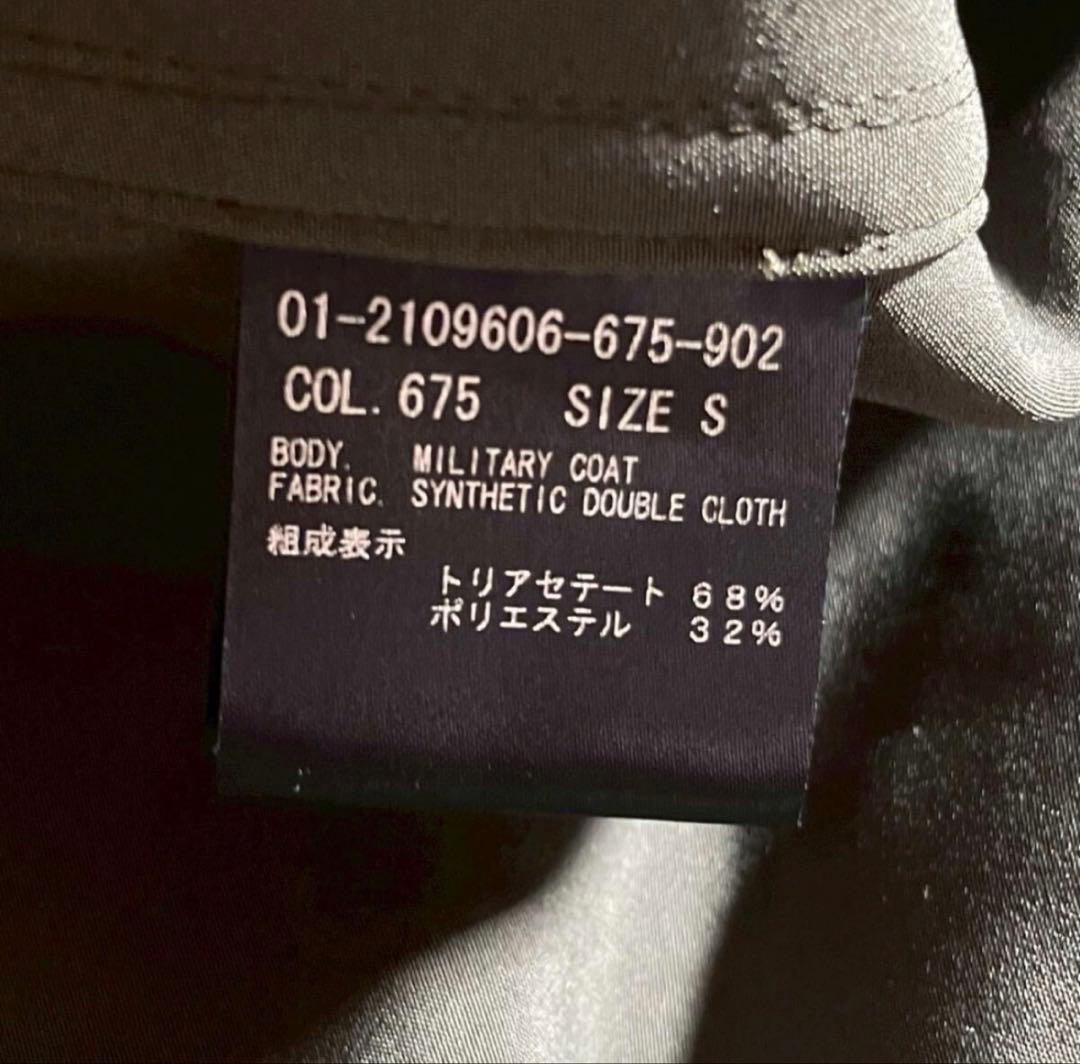 01-2109606-675-902
COL. 675 SIZE S
BODY. MILITARY COAT
FABRIC. SYNTHETIC DOUBLE CLOTH
組成表示
トリアセテート 68%
ポリエステル 32%